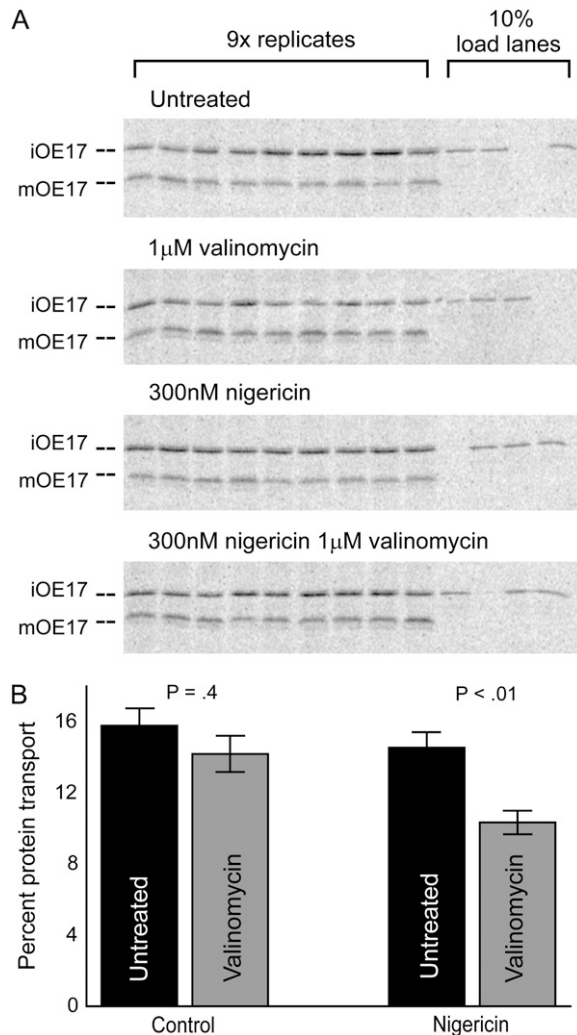 A
9x replicates
10%
load lanes
Untreated
iOE17
mOE17
1µM valinomycin
iOE17
mOE17
300nM nigericin
iOE17
mOE17
300nM nigericin 1µM valinomycin
iOE17
mOE17
B
P = .4
P < .01
16
12
8
4
0
Percent protein transport
Untreated
Valinomycin
Untreated
Valinomycin
Control
Nigericin